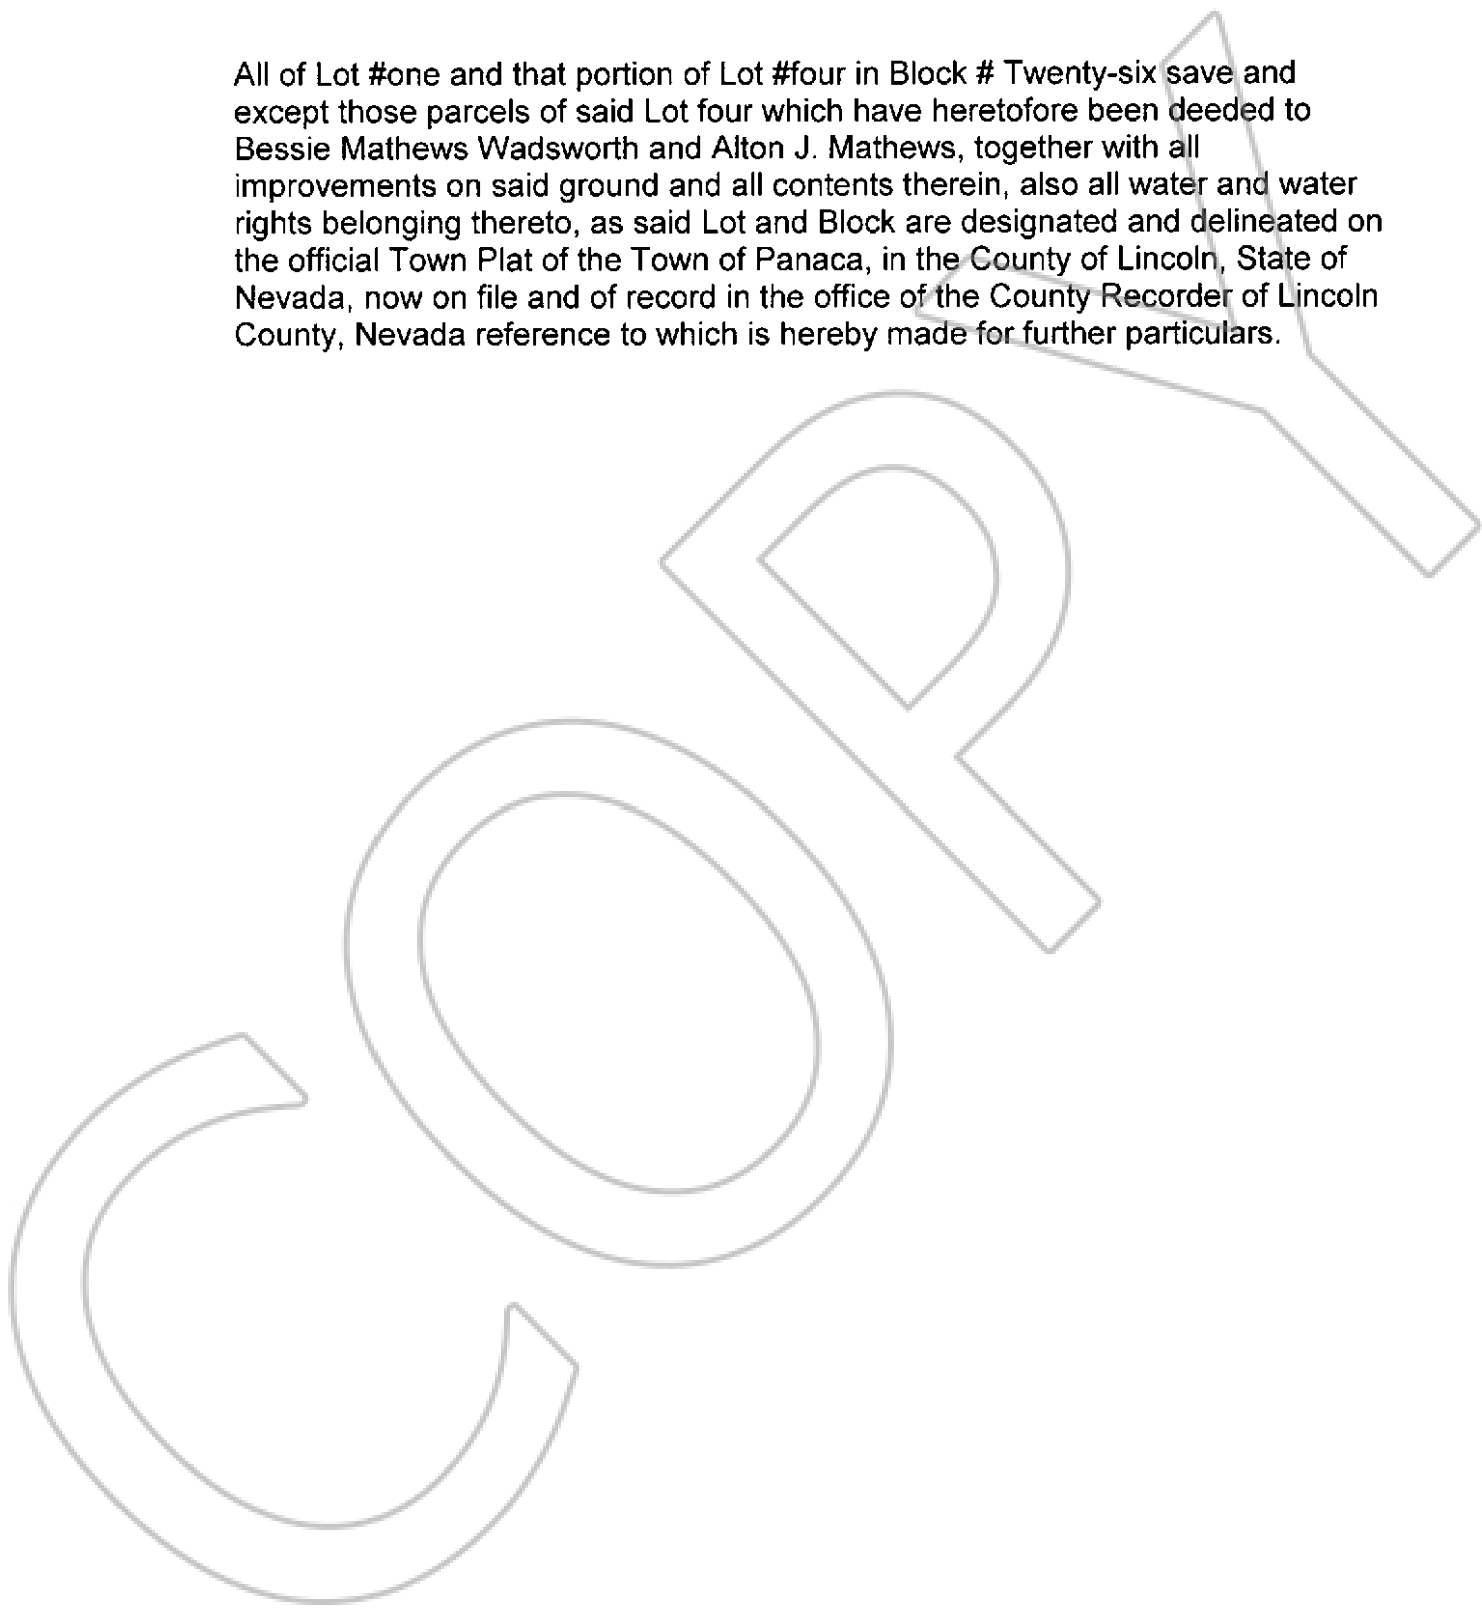 All of Lot #one and that portion of Lot #four in Block # Twenty-six save and
except those parcels of said Lot four which have heretofore been deeded to
Bessie Mathews Wadsworth and Alton J. Mathews, together with all
improvements on said ground and all contents therein, also all water and water
rights belonging thereto, as said Lot and Block are designated and delineated on
the official Town Plat of the Town of Panaca, in the County of Lincoln, State of
Nevada, now on file and of record in the office of the County Recorder of Lincoln
County, Nevada reference to which is hereby made for further particulars.
COPY